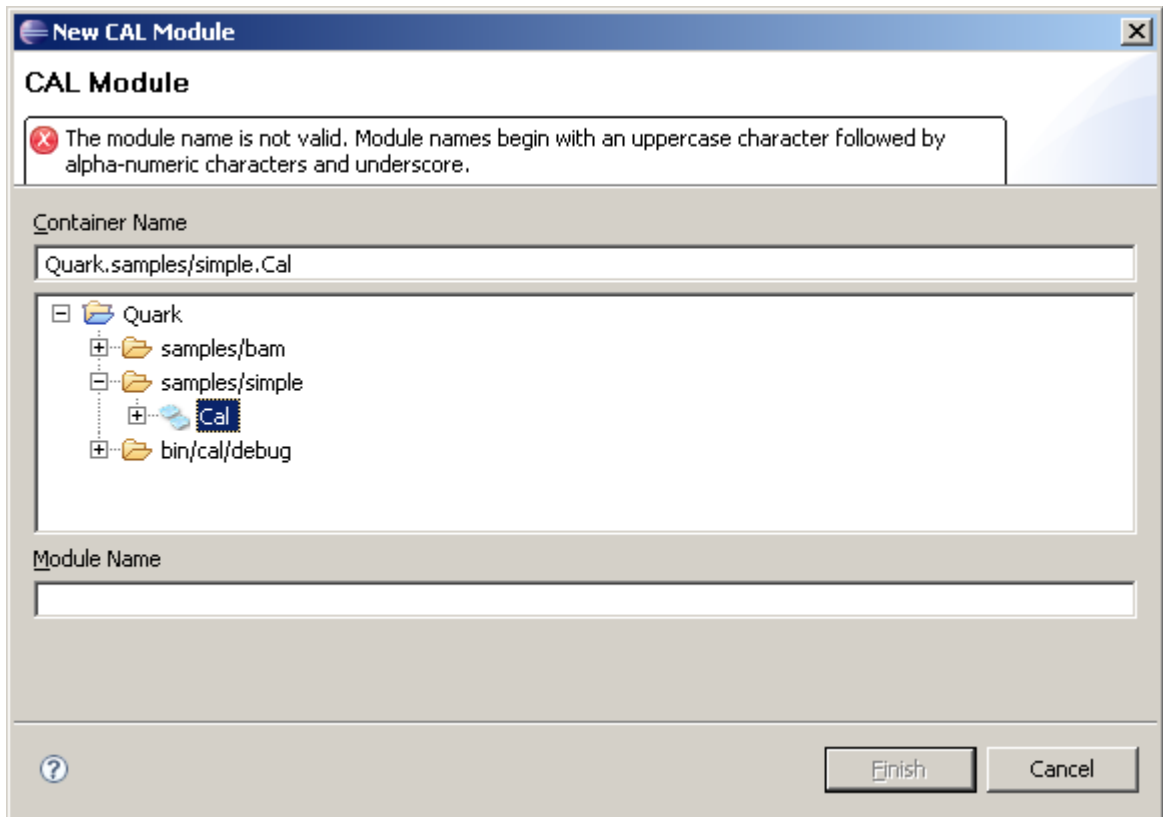 New CAL Module
CAL Module
The module name is not valid. Module names begin with an uppercase character followed by
alpha-numeric characters and underscore.
Container Name
Quark.samples/simple.Cal
Quark
samples/bam
samples/simple
Cal
bin/cal/debug
Module Name
Finish
Cancel